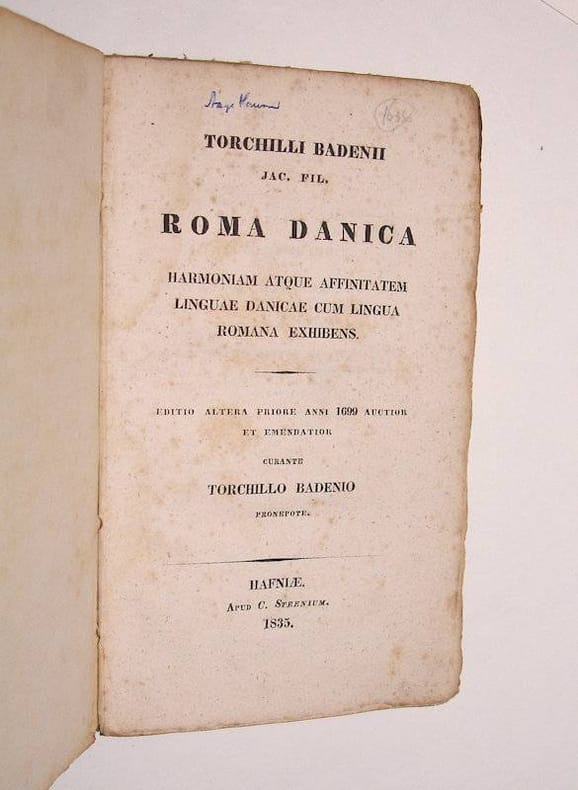 TORCHILLI BADENII
JAC. FIL.
ROMA DANICA
HARMONIAM ATQUE AFFINITATEM
LINGUAE DANICAE CUM LINGUA
ROMANA EXHIBENS.
EDITIO ALTERA PRIORE ANNI 1699 AUCTIOR
ET EMENDATIOR
CURANTE
TORCHILLO BADENIO
PRONEPOTE.
HAFNIÆ.
APUD C. STEENIUM.
1835.